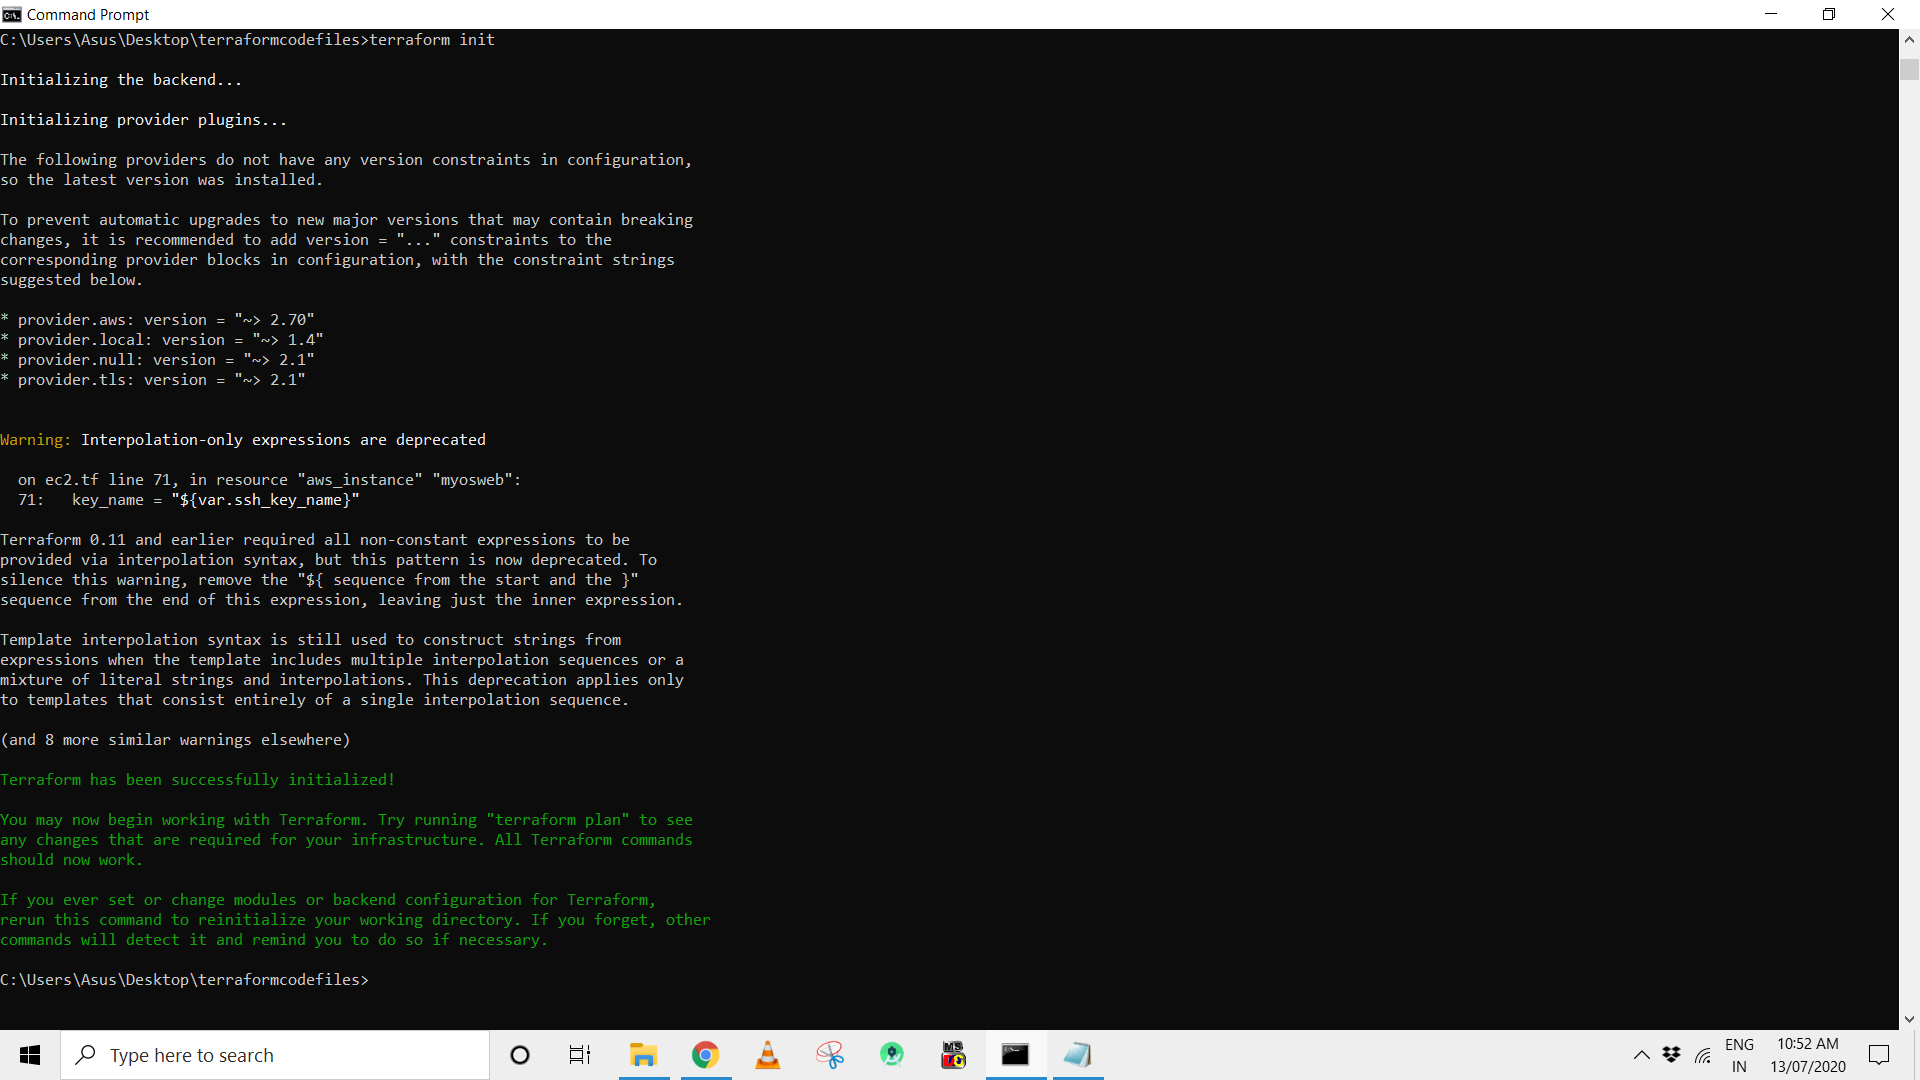 Command Prompt
C:\Users\Asus\Desktop\terraformcodefiles>terraform init
Initializing the backend...
Initializing provider plugins...
The following providers do not have any version constraints in configuration,
so the latest version was installed.
To prevent automatic upgrades to new major versions that may contain breaking
changes, it is recommended to add version = "..." constraints to the
corresponding provider blocks in configuration, with the constraint strings
suggested below.
* provider.aws: version = "~> 2.70"
* provider.local: version = "~> 1.4"
* provider.null: version = "~> 2.1"
* provider.tls: version = "~> 2.1"
Warning: Interpolation-only expressions are deprecated
on ec2.tf line 71, in resource "aws_instance" "myosweb":
71:   key_name = "${var.ssh_key_name}"
Terraform 0.11 and earlier required all non-constant expressions to be
provided via interpolation syntax, but this pattern is now deprecated. To
silence this warning, remove the "${ sequence from the start and the }"
sequence from the end of this expression, leaving just the inner expression.
Template interpolation syntax is still used to construct strings from
expressions when the template includes multiple interpolation sequences or a
mixture of literal strings and interpolations. This deprecation applies only
to templates that consist entirely of a single interpolation sequence.
(and 8 more similar warnings elsewhere)
Terraform has been successfully initialized!
You may now begin working with Terraform. Try running "terraform plan" to see
any changes that are required for your infrastructure. All Terraform commands
should now work.
If you ever set or change modules or backend configuration for Terraform,
rerun this command to reinitialize your working directory. If you forget, other
commands will detect it and remind you to do so if necessary.
C:\Users\Asus\Desktop\terraformcodefiles>
Type here to search
MS
ENG
IN
10:52 AM
13/07/2020